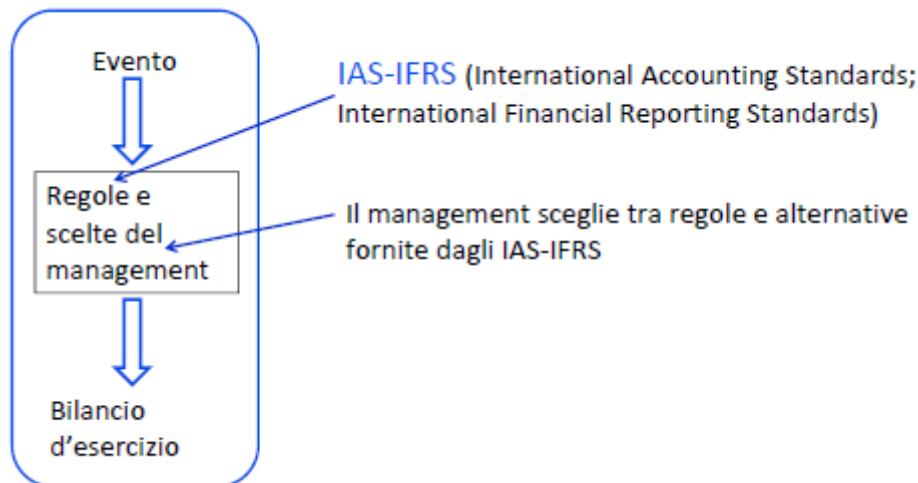 Evento
IAS-IFRS (International Accounting Standards;
International Financial Reporting Standards)
Regole e
scelte del
management
Il management sceglie tra regole e alternative
fornite dagli IAS-IFRS
Bilancio
d’esercizio